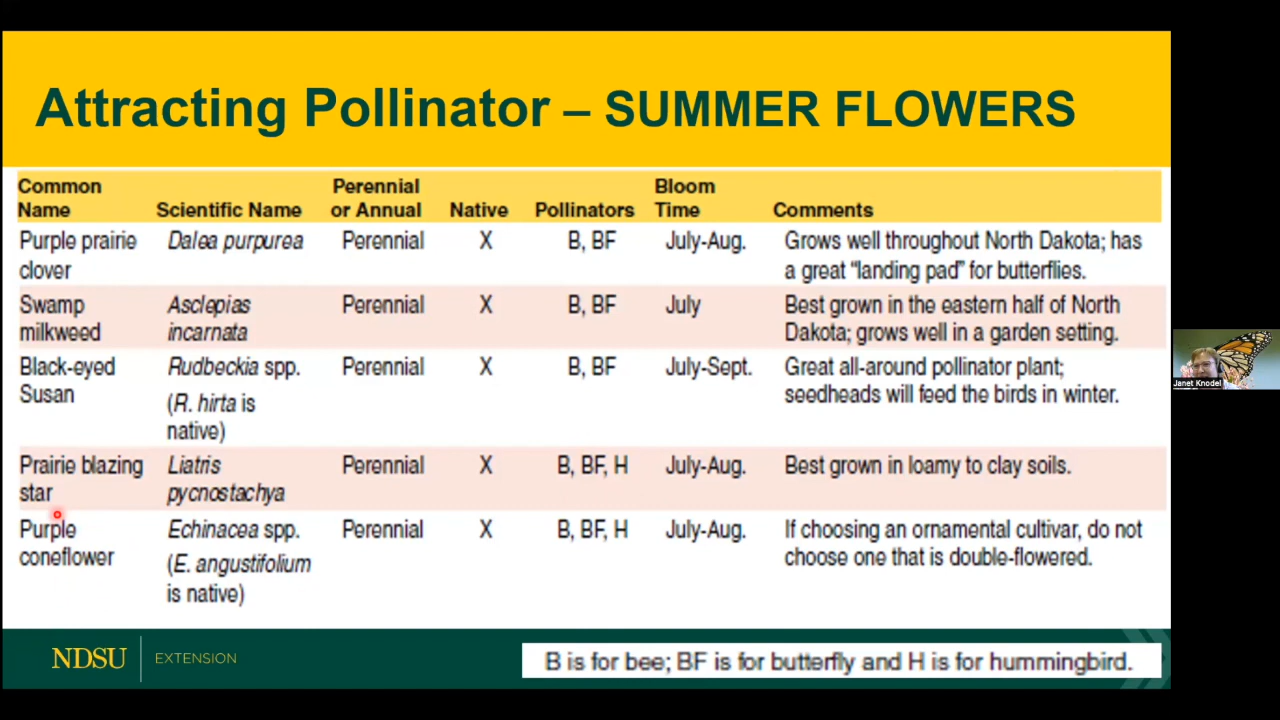 Attracting Pollinator – SUMMER FLOWERS
Common Name Scientific Name Perennial or Annual Native Pollinators Bloom Time Comments
Purple prairie clover Dalea purpurea Perennial X B, BF July-Aug. Grows well throughout North Dakota; has a great “landing pad” for butterflies.
Swamp milkweed Asclepias incarnata Perennial X B, BF July Best grown in the eastern half of North Dakota; grows well in a garden setting.
Black-eyed Susan Rudbeckia spp. (R. hirta is native) Perennial X B, BF July-Sept. Great all-around pollinator plant; seedheads will feed the birds in winter.
Prairie blazing star Liatris pycnostachya Perennial X B, BF, H July-Aug. Best grown in loamy to clay soils.
Purple coneflower Echinacea spp. (E. angustifolium is native) Perennial X B, BF, H July-Aug. If choosing an ornamental cultivar, do not choose one that is double-flowered.
NDSU EXTENSION
B is for bee; BF is for butterfly and H is for hummingbird.
Janet Knodel